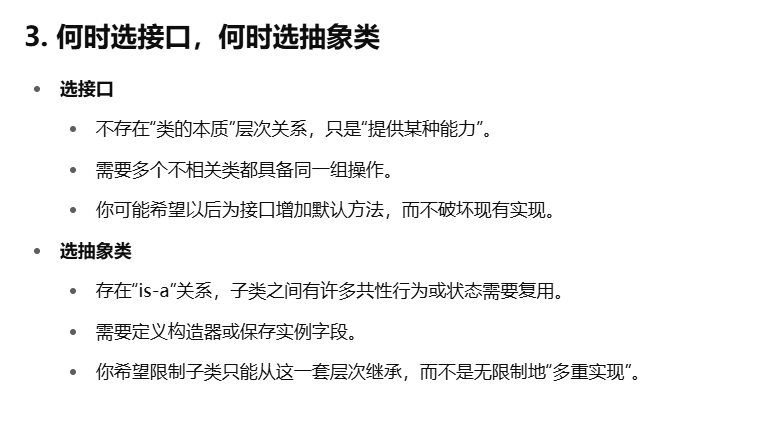 3. 何时选接口，何时选抽象类
选接口
不存在“类的本质”层次关系，只是“提供某种能力”。
需要多个不相关类都具备同一组操作。
你可能希望以后为接口增加默认方法，而不破坏现有实现。
选抽象类
存在“is-a”关系，子类之间有许多共性行为或状态需要复用。
需要定义构造器或保存实例字段。
你希望限制子类只能从这一套层次继承，而不是无限制地“多重实现”。